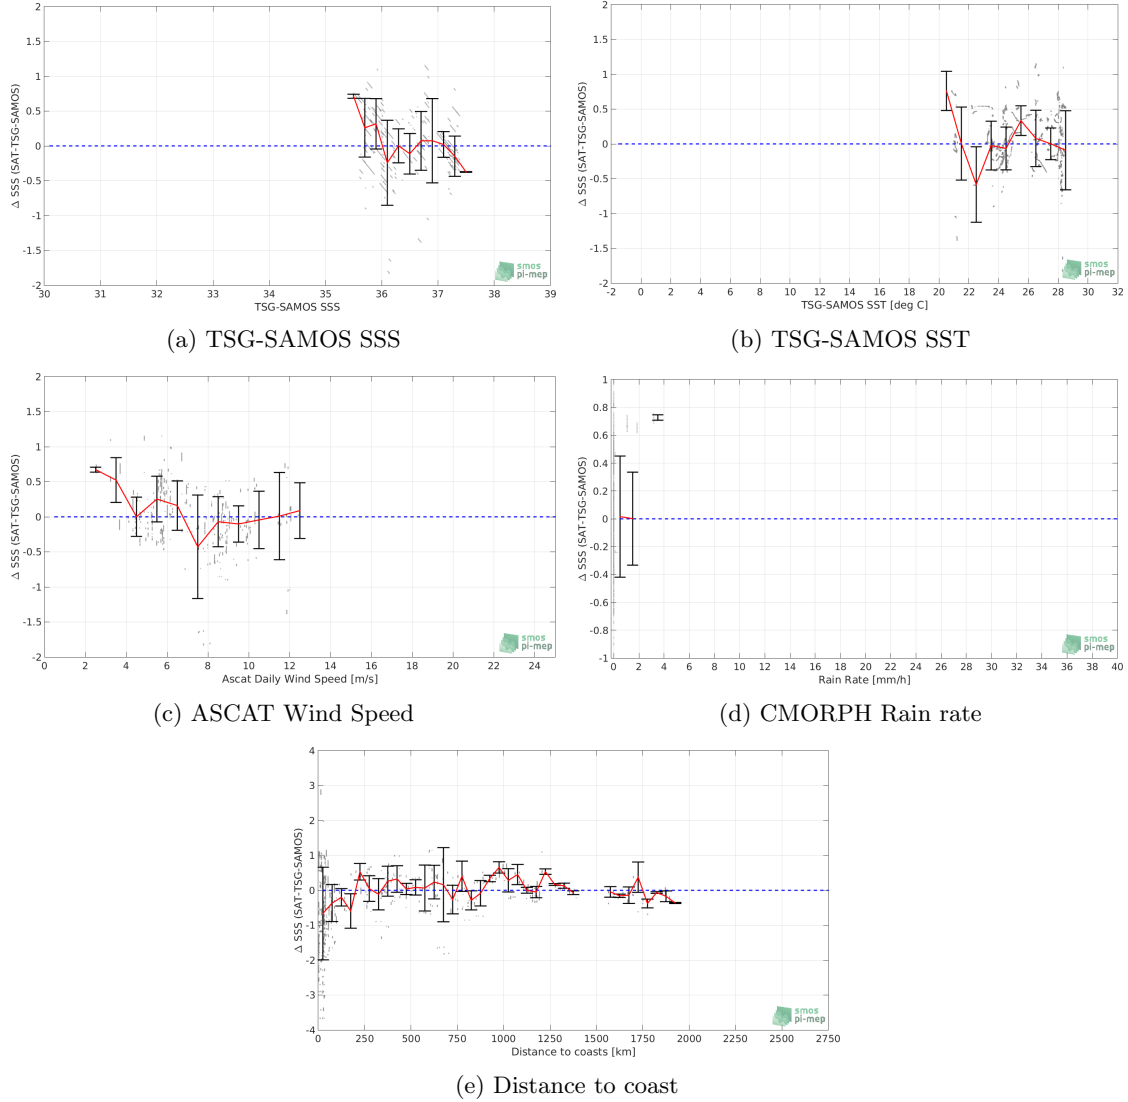 2
1.5
1
0.5
0
-0.5
-1
-1.5
-2
Δ SSS (SAT-TSG-SAMOS)
30 31 32 33 34 35 36 37 38 39
TSG-SAMOS SSS
smos
pi-mep
(a) TSG-SAMOS SSS
2
1.5
1
0.5
0
-0.5
-1
-1.5
-2
Δ SSS (SAT-TSG-SAMOS)
-2 0 2 4 6 8 10 12 14 16 18 20 22 24 26 28 30 32
TSG-SAMOS SST [deg C]
smos
pi-mep
(b) TSG-SAMOS SST
2
1.5
1
0.5
0
-0.5
-1
-1.5
-2
Δ SSS (SAT-TSG-SAMOS)
0 2 4 6 8 10 12 14 16 18 20 22 24
Ascat Daily Wind Speed [m/s]
smos
pi-mep
(c) ASCAT Wind Speed
1
0.8
0.6
0.4
0.2
0
-0.2
-0.4
-0.6
-0.8
-1
Δ SSS (SAT-TSG-SAMOS)
0 2 4 6 8 10 12 14 16 18 20 22 24 26 28 30 32 34 36 38 40
Rain Rate [mm/h]
smos
pi-mep
(d) CMORPH Rain rate
4
3
2
1
0
-1
-2
-3
-4
Δ SSS (SAT-TSG-SAMOS)
0 250 500 750 1000 1250 1500 1750 2000 2250 2500 2750
Distance to coasts [km]
smos
pi-mep
(e) Distance to coast